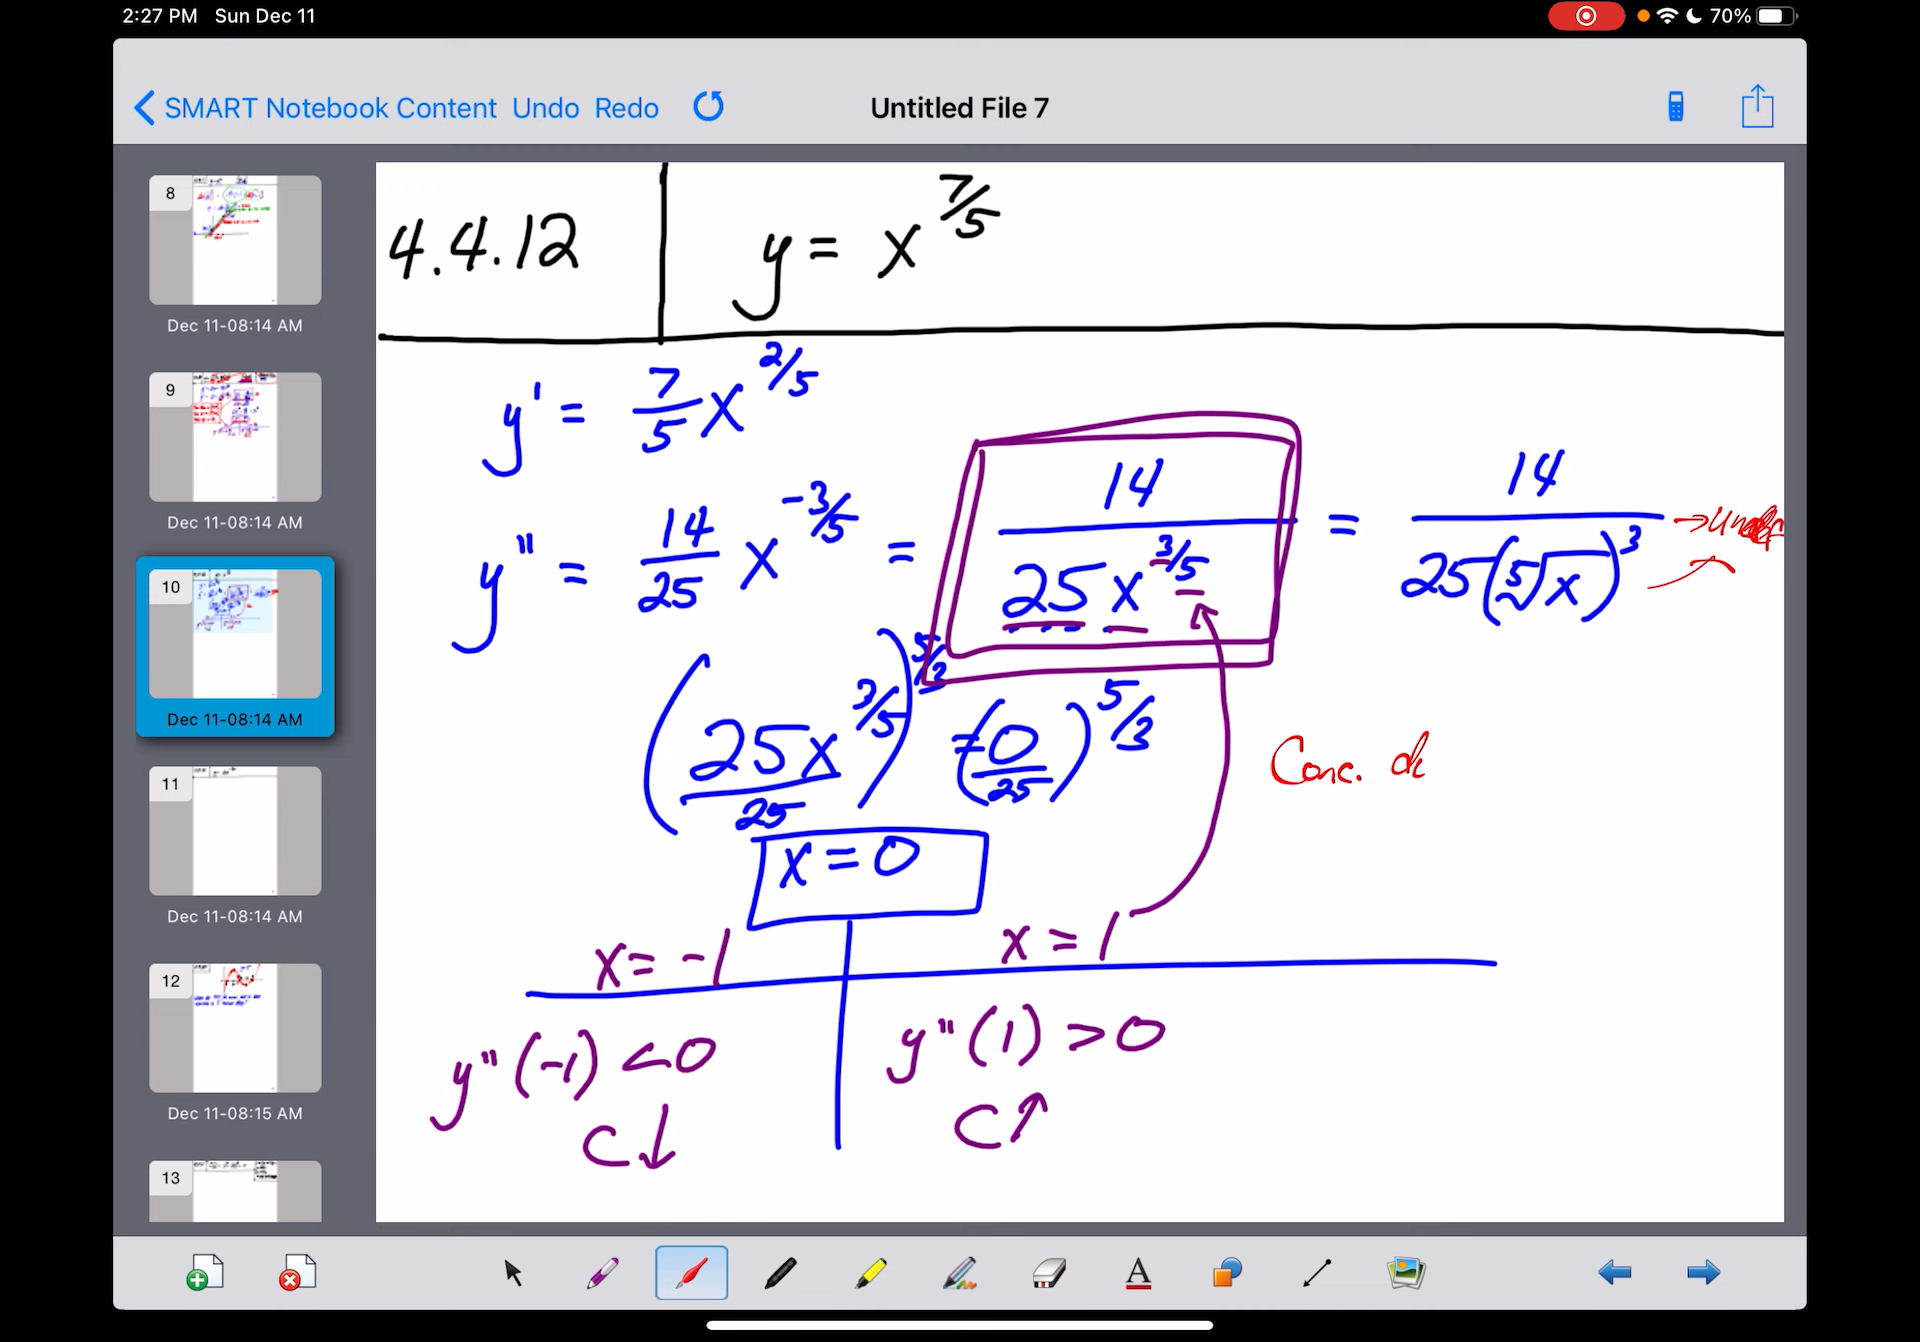 2:27 PM Sun Dec 11
70%
SMART Notebook Content Undo Redo
Untitled File 7
8
Dec 11-08:14 AM
9
Dec 11-08:14 AM
10
Dec 11-08:14 AM
11
Dec 11-08:14 AM
12
Dec 11-08:15 AM
13
4.4.12
y = x^7/5
y' = 7/5 x^2/5
y'' = 14/25 x^-3/5 = 14/25x^3/5 = 14/25(⁵√x)^3
(25x^3/5/25)^5/3 = (0/25)^5/3
Conc. d
x = 0
x = -1
x = 1
y''(-1) < 0
y''(1) > 0
C↓
C↑
A